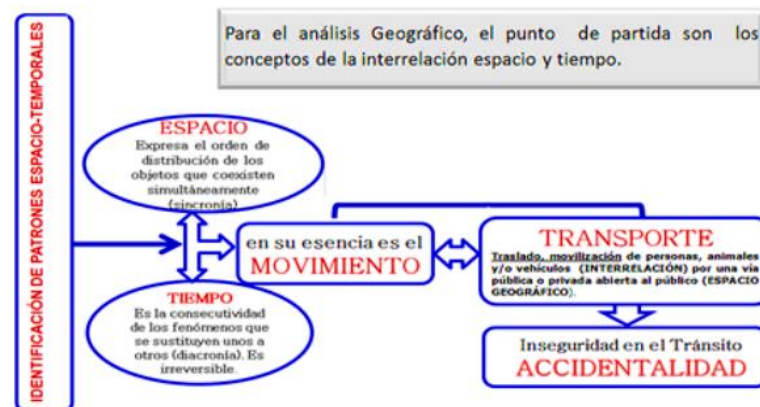 Para el análisis Geográfico, el punto de partida son los
conceptos de la interrelación espacio y tiempo.
IDENTIFICACIÓN DE PATRONES ESPACIO-TEMPORALES
ESPACIO
Expresa el orden de
distribución de los
objetos que coexisten
simultáneamente
(sincronía)
TIEMPO
Es la consecutividad
de los fenómenos que
se sustituyen unos a
otros (diacronía). Es
irreversible.
en su esencia es el
MOVIMIENTO
TRANSPORTE
Traslado, movilización de personas, animales
y/o vehículos (INTERRELACIÓN) por una vía
pública o privada abierta al público (ESPACIO
GEOGRÁFICO).
Inseguridad en el Tránsito
ACCIDENTALIDAD